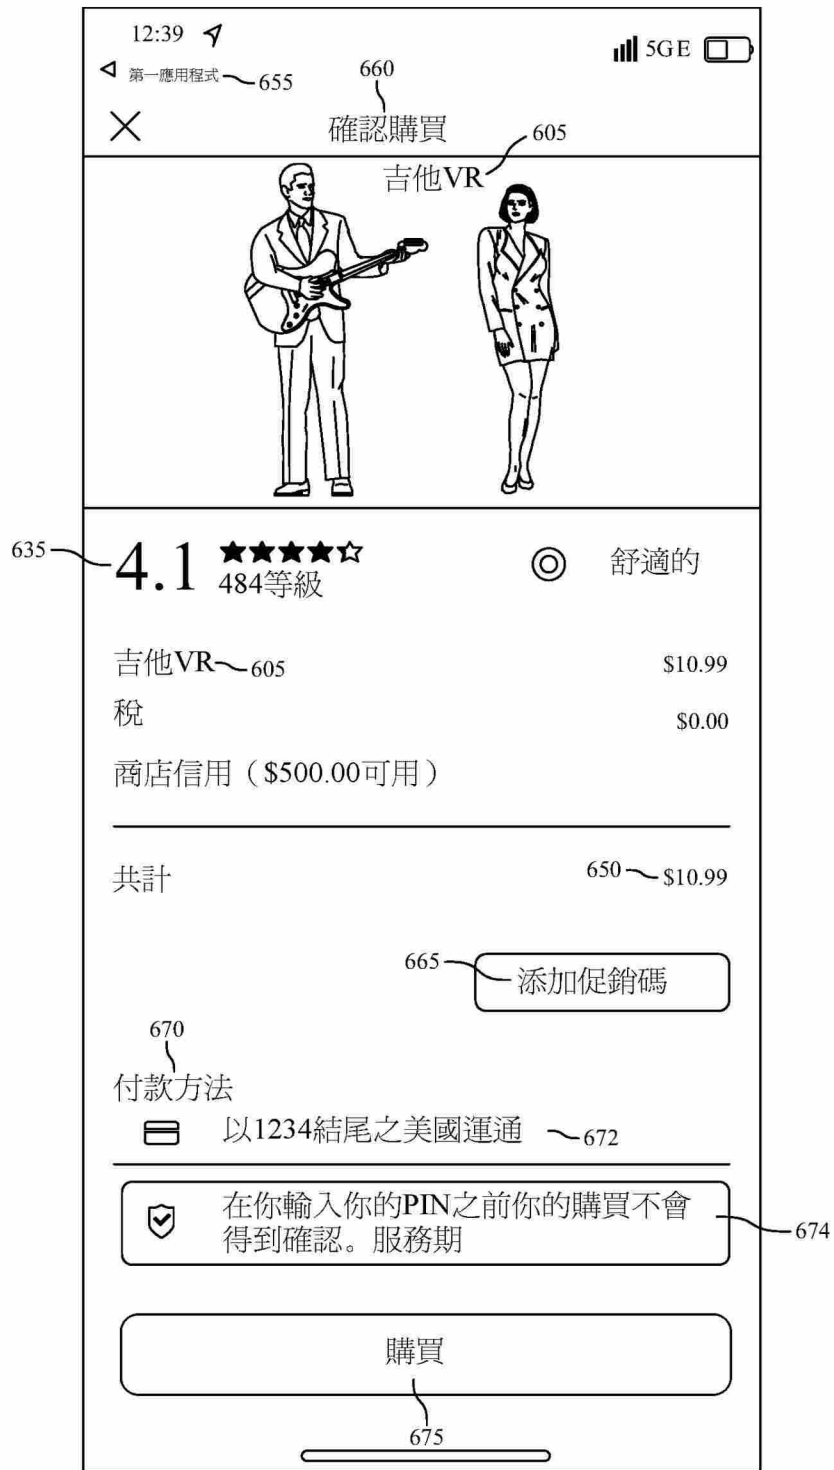 12:39
5GE
第一應用程式 655
660
確認購買
605
吉他VR
635 4.1
484等級
舒適的
吉他VR 605 $10.99
稅 $0.00
商店信用（$500.00可用）
共計 650 $10.99
665 添加促銷碼
670
付款方法
以1234結尾之美國運通 672
在你輸入你的PIN之前你的購買不會
得到確認。服務期
674
購買
675